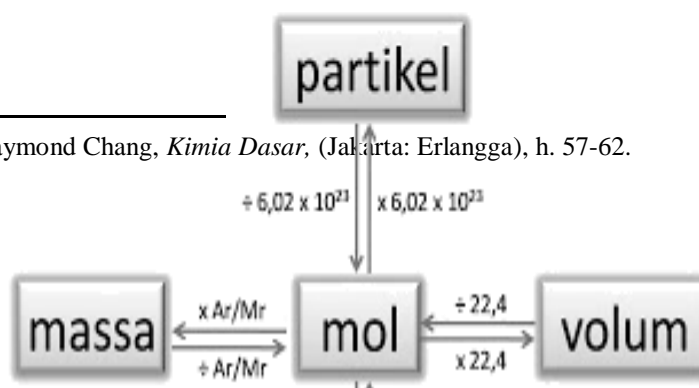 partikel
aymond Chang, Kimia Dasar, (Jakarta: Erlangga), h. 57-62.
÷ 6,02 x 10²³ x 6,02 x 10²³
massa
x Ar/Mr
÷ Ar/Mr
mol
÷ 22,4
x 22,4
volum